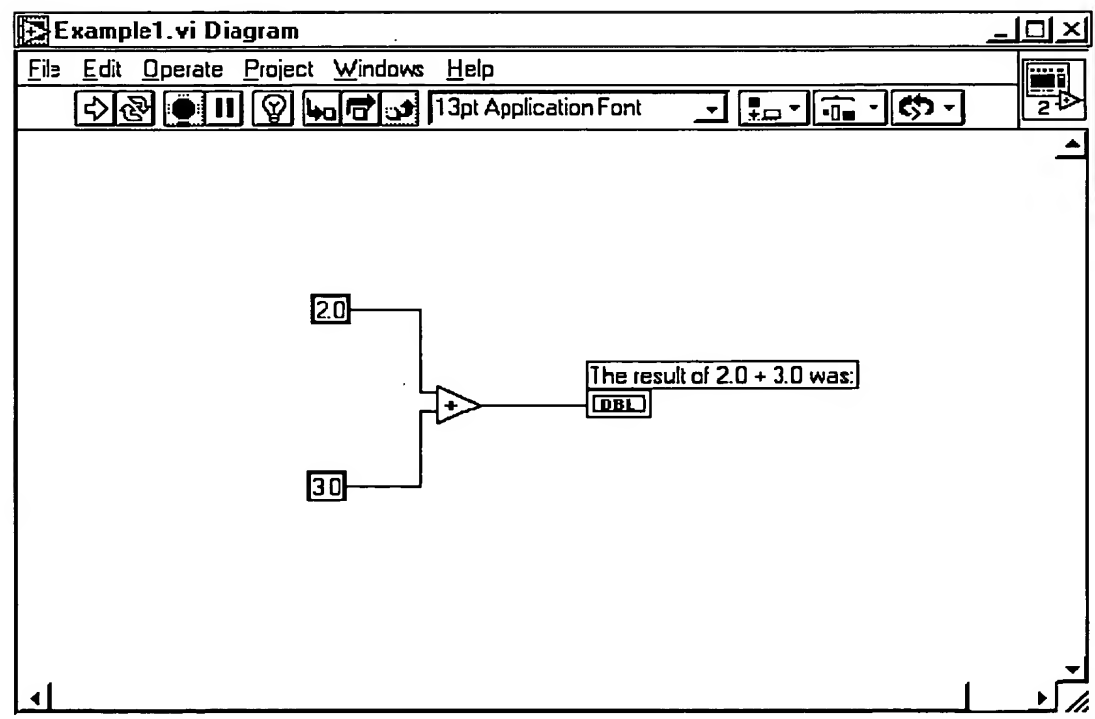 Example1.vi Diagram
File Edit Operate Project Windows Help
13pt Application Font
2
2.0
The result of 2.0 + 3.0 was:
+
DBL
3.0